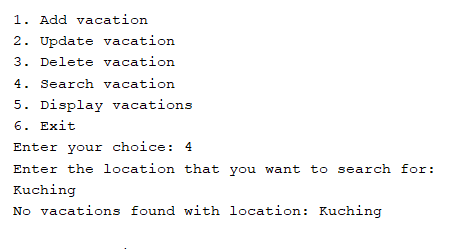 1. Add vacation
2. Update vacation
3. Delete vacation
4. Search vacation
5. Display vacations
6. Exit
Enter your choice: 4
Enter the location that you want to search for:
Kuching
No vacations found with location: Kuching